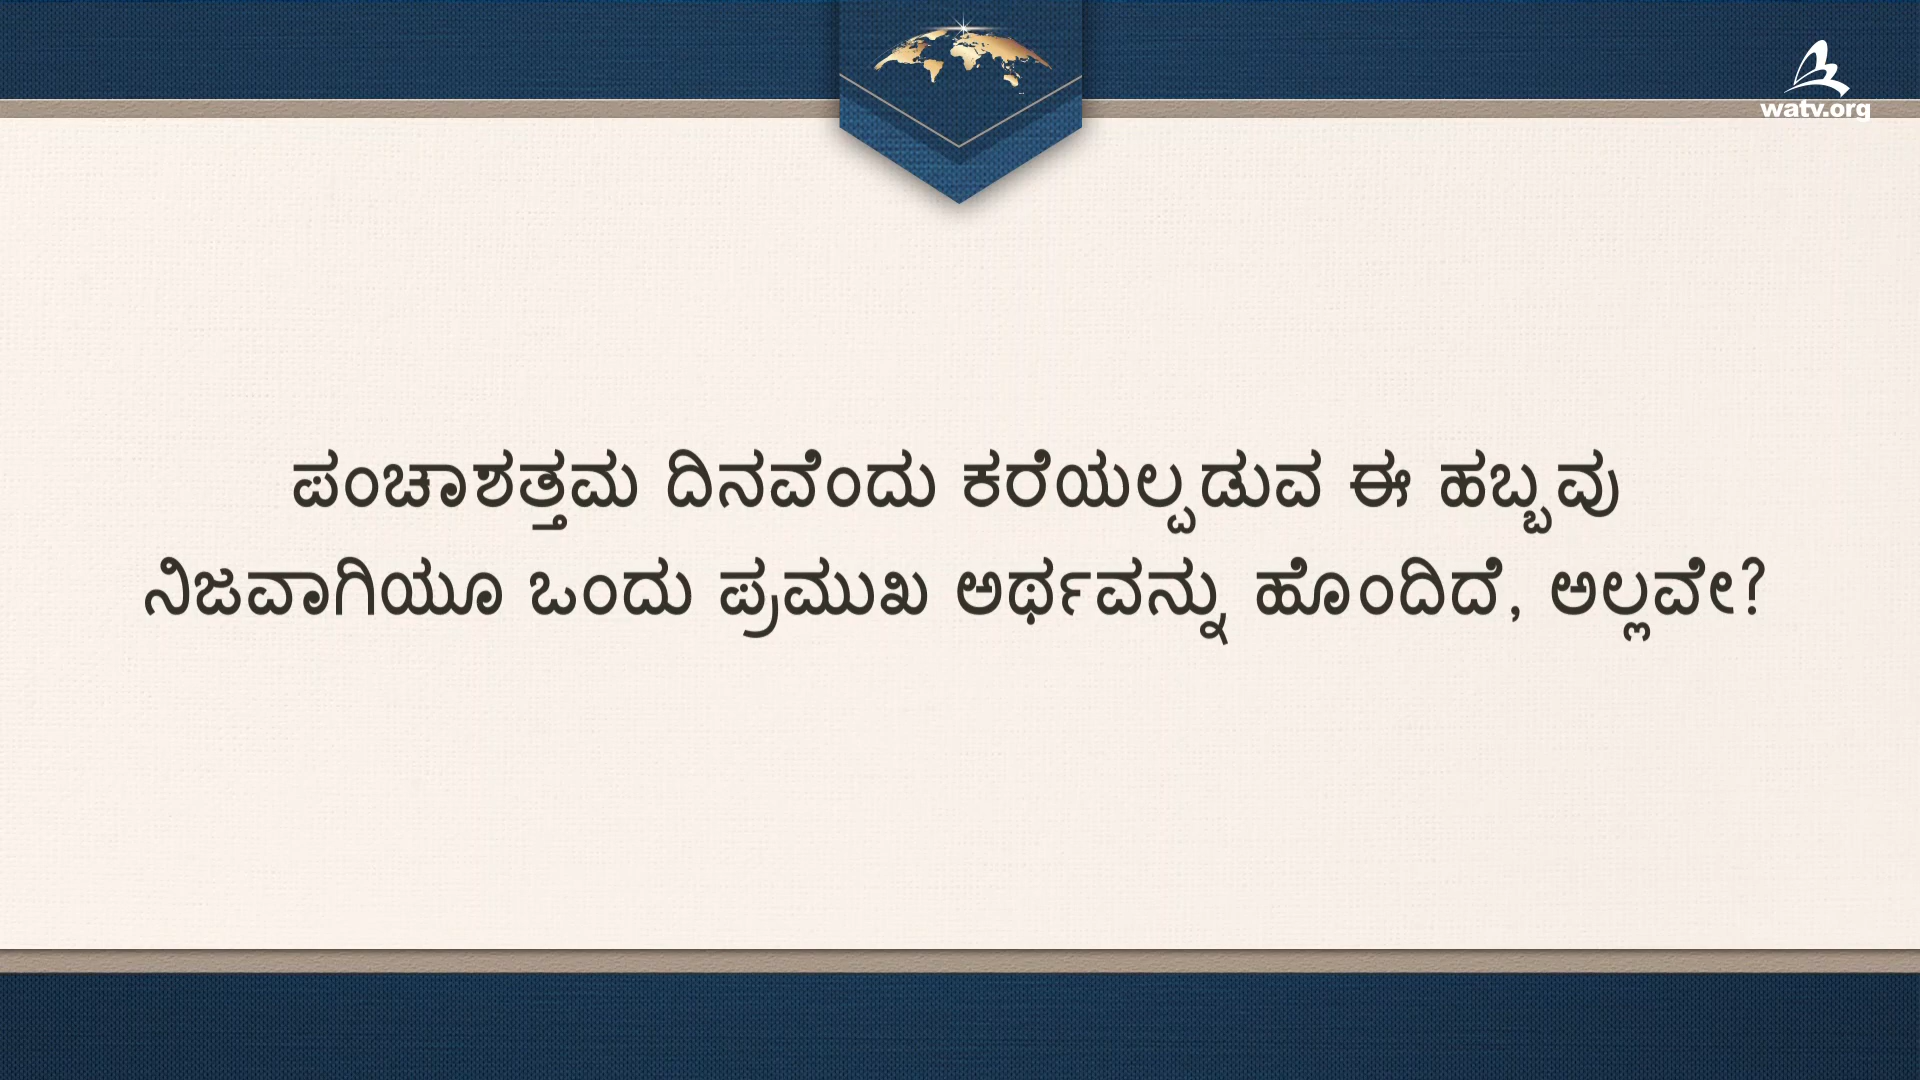 watv.org
ಪಂಚಾಶತ್ತಮ ದಿನವೆಂದು ಕರೆಯಲ್ಪಡುವ ಈ ಹಬ್ಬವು
ನಿಜವಾಗಿಯೂ ಒಂದು ಪ್ರಮುಖ ಅರ್ಥವನ್ನು ಹೊಂದಿದೆ, ಅಲ್ಲವೇ?